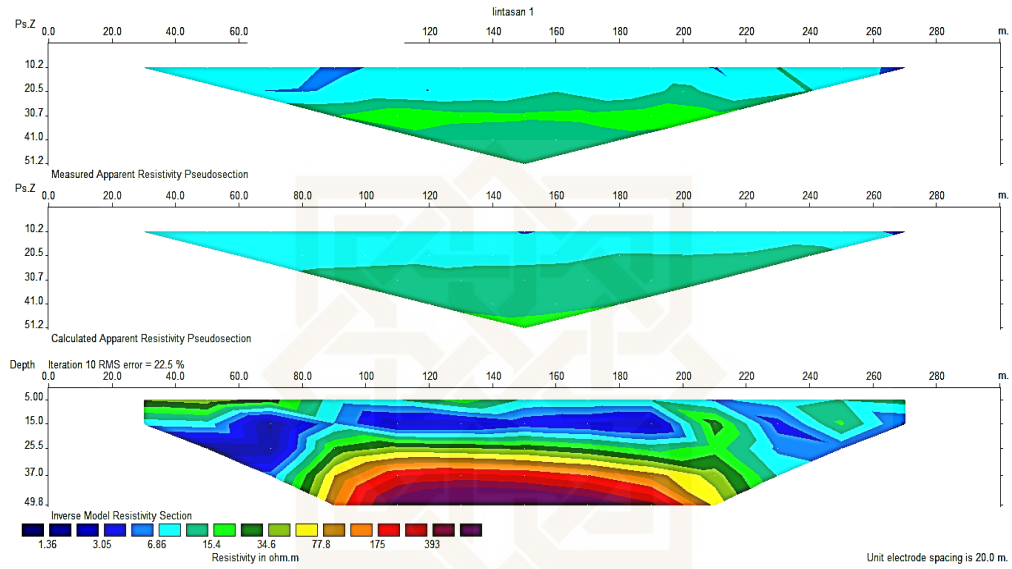 lintasan 1
Ps.Z
0.0 20.0 40.0 60.0 120 140 160 180 200 220 240 260 280 m.
10.2
20.5
30.7
41.0
51.2
Measured Apparent Resistivity Pseudosection
Ps.Z
0.0 20.0 40.0 60.0 80.0 100 120 140 160 180 200 220 240 260 280 m.
10.2
20.5
30.7
41.0
51.2
Calculated Apparent Resistivity Pseudosection
Depth Iteration 10 RMS error = 22.5 %
0.0 20.0 40.0 60.0 80.0 100 120 140 160 180 200 220 240 260 280 m.
5.00
15.0
25.5
37.0
49.8
Inverse Model Resistivity Section
1.36 3.05 6.86 15.4 34.6 77.8 175 393
Resistivity in ohm.m
Unit electrode spacing is 20.0 m.